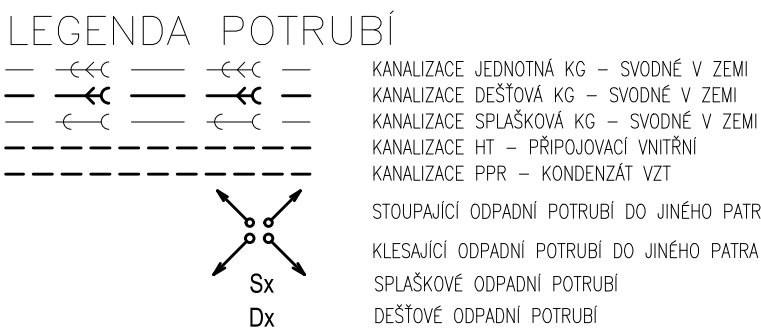 LEGENDA POTRUBÍ
KANALIZACE JEDNOTNÁ KG – SVODNÉ V ZEMI
KANALIZACE DEŠŤOVÁ KG – SVODNÉ V ZEMI
KANALIZACE SPLAŠKOVÁ KG – SVODNÉ V ZEMI
KANALIZACE HT – PŘIPOJOVACÍ VNITŘNÍ
KANALIZACE PPR – KONDENZÁT VZT
STOUPAJÍCÍ ODPADNÍ POTRUBÍ DO JINÉHO PATR
KLESAJÍCÍ ODPADNÍ POTRUBÍ DO JINÉHO PATRA
Sx SPLAŠKOVÉ ODPADNÍ POTRUBÍ
Dx DEŠŤOVÉ ODPADNÍ POTRUBÍ